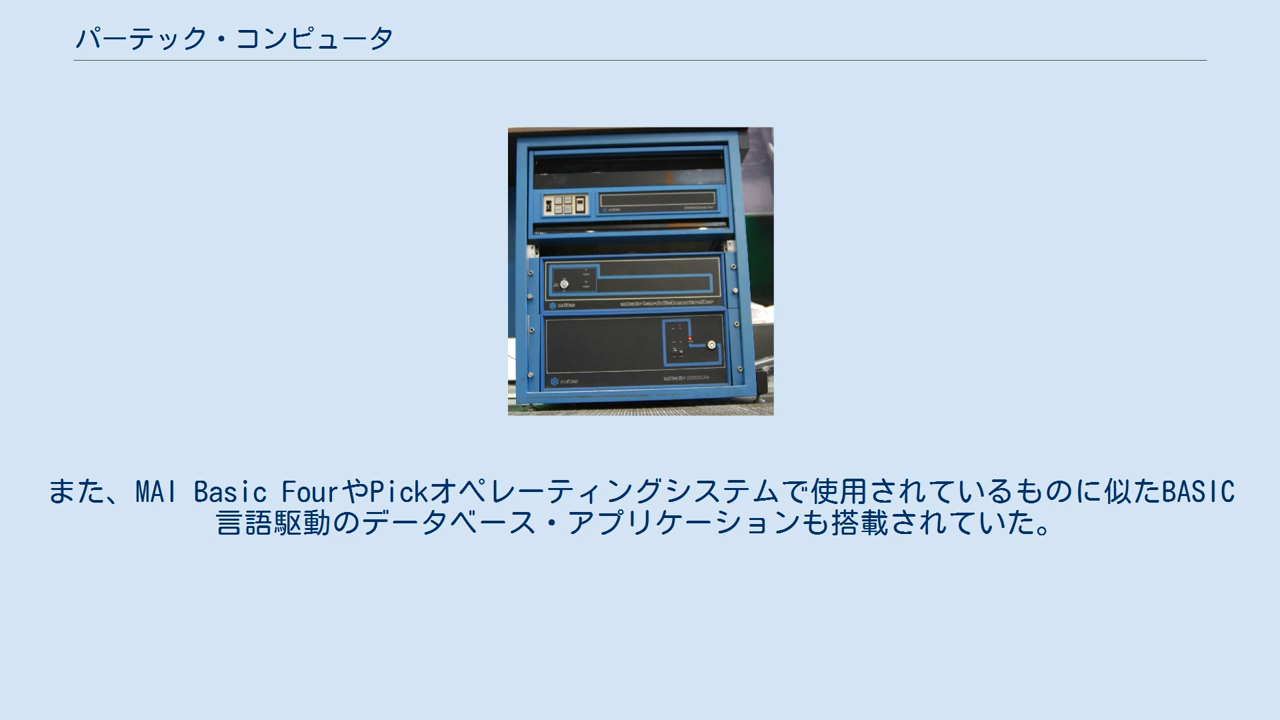 パーテック・コンピュータ
また、MAI Basic FourやPickオペレーティングシステムで使用されているものに似たBASIC
言語駆動のデータベース・アプリケーションも搭載されていた。